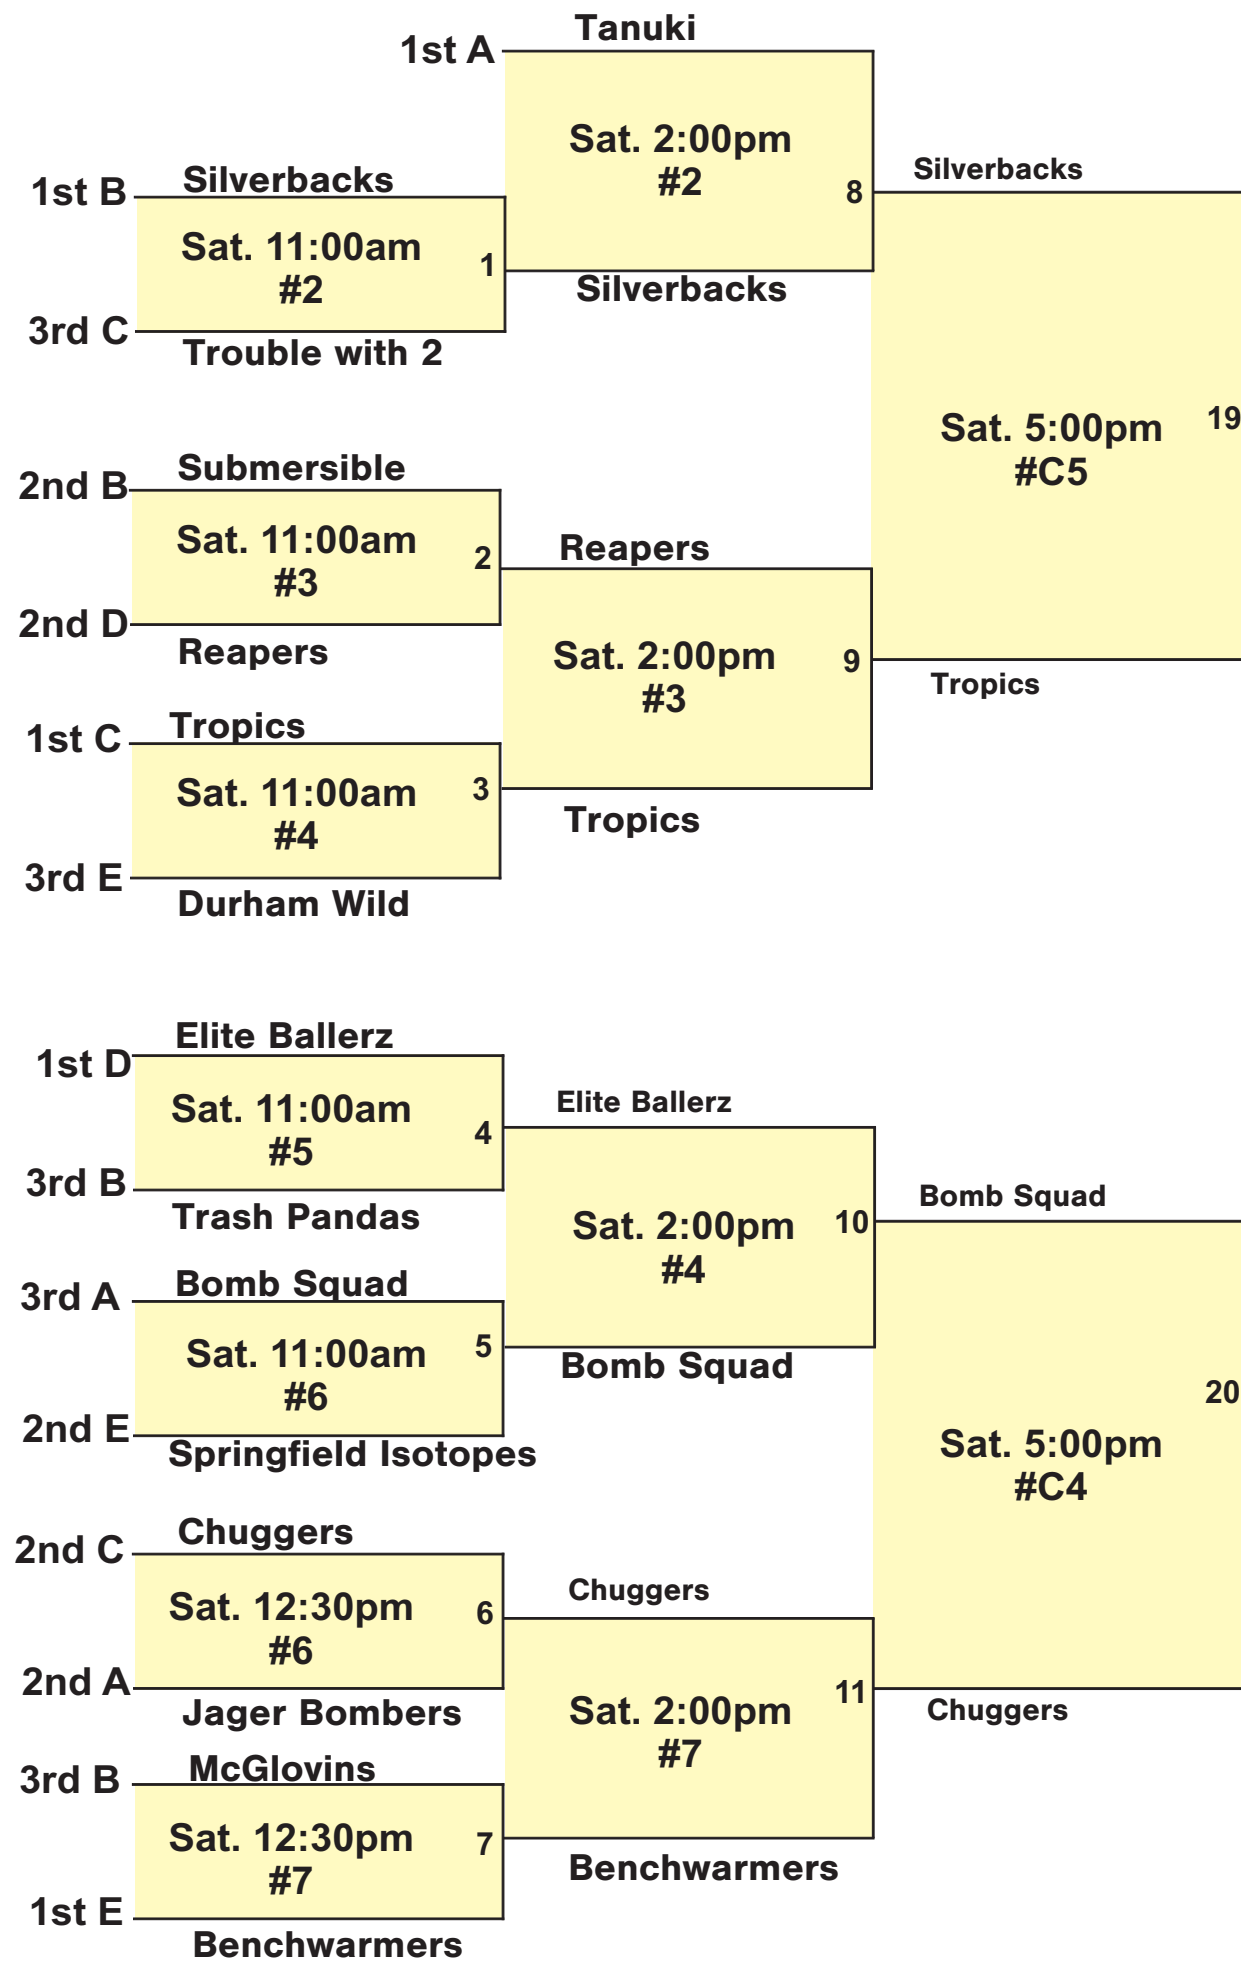 Tanuki
1st A
Sat. 2:00pm
#2
8
Silverbacks
1st B
Silverbacks
Sat. 11:00am
#2
1
Silverbacks
3rd C
Trouble with 2
Sat. 5:00pm
#C5
19
2nd B
Submersible
Sat. 11:00am
#3
2
Reapers
2nd D
Reapers
Sat. 2:00pm
#3
9
Tropics
1st C
Tropics
Sat. 11:00am
#4
3
Tropics
3rd E
Durham Wild
1st D
Elite Ballerz
Sat. 11:00am
#5
4
Elite Ballerz
3rd B
Trash Pandas
Sat. 2:00pm
#4
10
Bomb Squad
3rd A
Bomb Squad
Sat. 11:00am
#6
5
Bomb Squad
2nd E
Springfield Isotopes
Sat. 5:00pm
#C4
20
2nd C
Chuggers
Sat. 12:30pm
#6
6
Chuggers
2nd A
Jager Bombers
Sat. 2:00pm
#7
11
Chuggers
3rd B
McGlovins
Sat. 12:30pm
#7
7
Benchwarmers
1st E
Benchwarmers